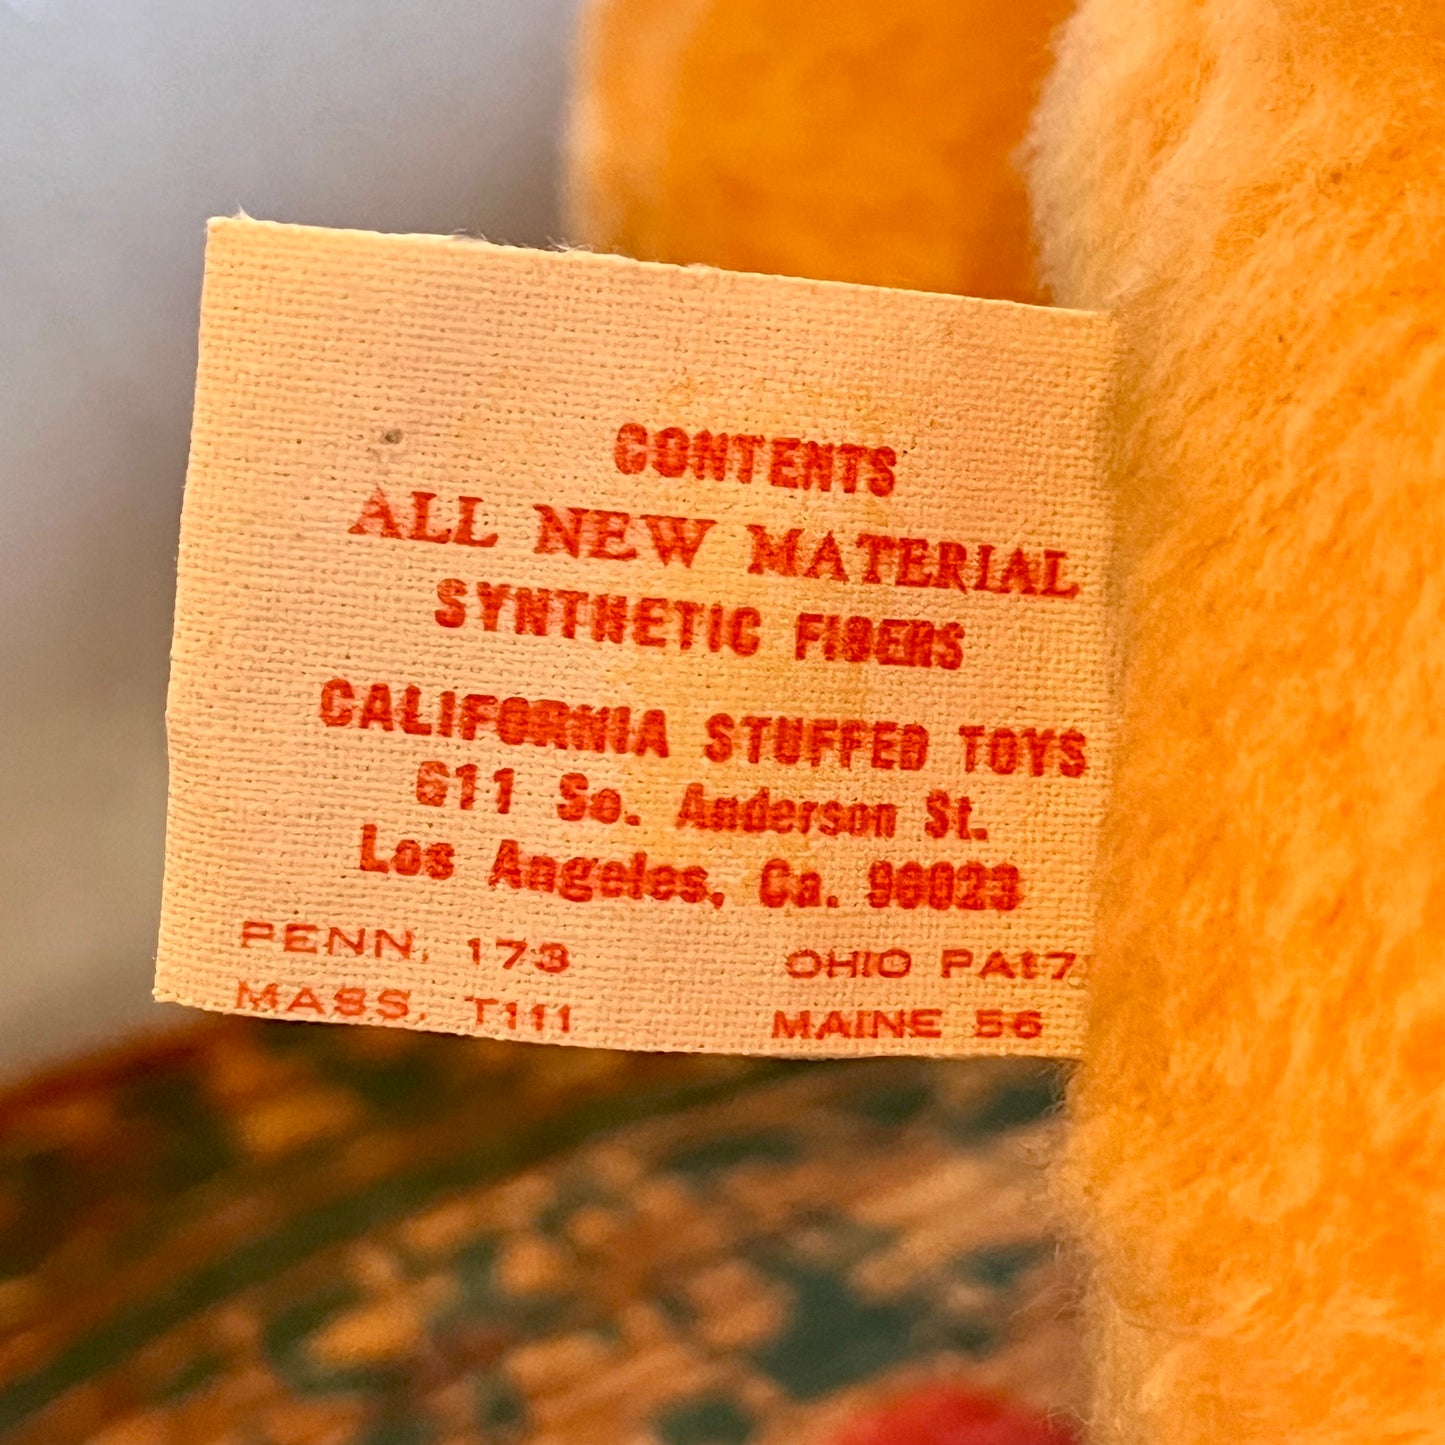 CONTENTS
ALL NEW MATERIAL
SYNTHETIC FIBERS
CALIFORNIA STUFFED TOYS
611 So. Anderson St.
Los Angeles, Ca. 90023
PENN. 173 OHIO PA17
MASS. T111 MAINE 56